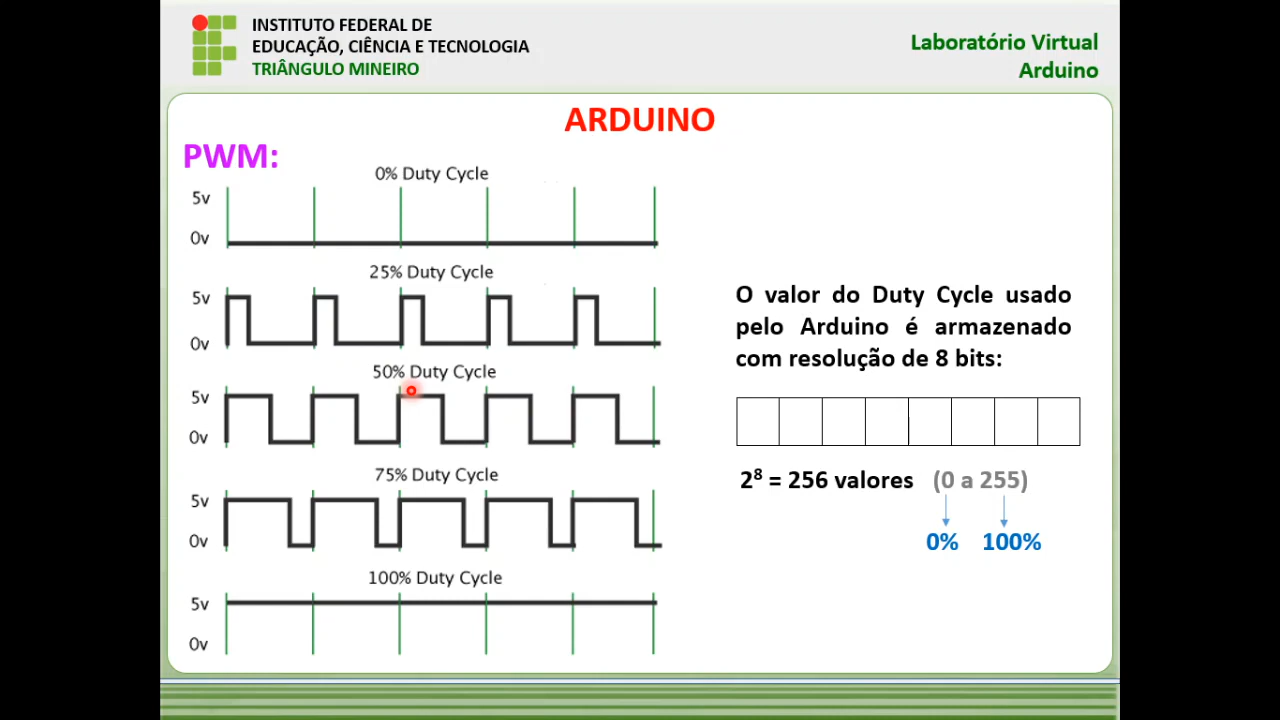 INSTITUTO FEDERAL DE
EDUCAÇÃO, CIÊNCIA E TECNOLOGIA
TRIÂNGULO MINEIRO
Laboratório Virtual
Arduino
ARDUINO
PWM:
0% Duty Cycle
5v
0v
25% Duty Cycle
5v
0v
50% Duty Cycle
5v
0v
75% Duty Cycle
5v
0v
100% Duty Cycle
5v
0v
O valor do Duty Cycle usado
pelo Arduino é armazenado
com resolução de 8 bits:
2⁸ = 256 valores (0 a 255)
0% 100%